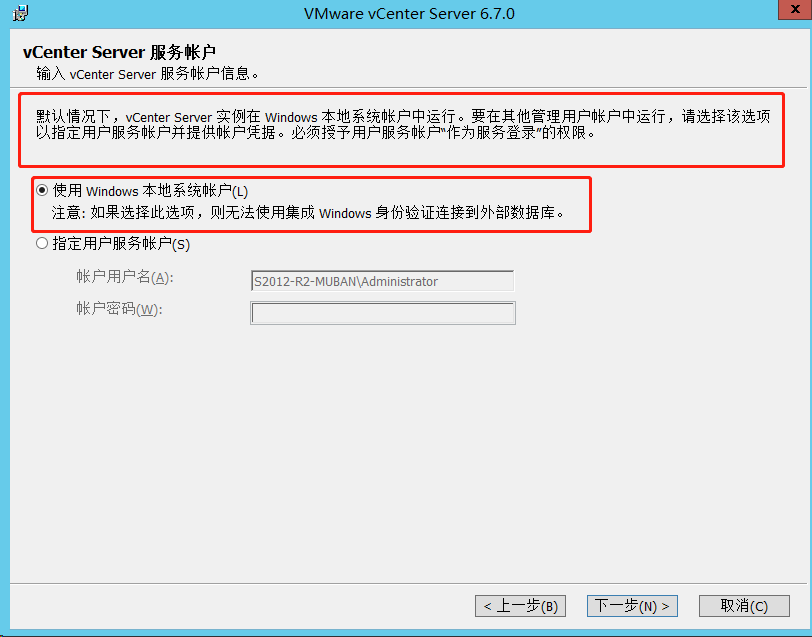 VMware vCenter Server 6.7.0
vCenter Server 服务帐户
输入 vCenter Server 服务帐户信息。
默认情况下，vCenter Server 实例在 Windows 本地系统帐户中运行。要在其他管理用户帐户中运行，请选择该选项
以指定用户服务帐户并提供帐户凭据。必须授予用户服务帐户“作为服务登录”的权限。
使用 Windows 本地系统帐户(L)
注意: 如果选择此选项，则无法使用集成 Windows 身份验证连接到外部数据库。
指定用户服务帐户(S)
帐户用户名(A): S2012-R2-MUBAN\Administrator
帐户密码(W):
< 上一步(B) 下一步(N) > 取消(C)